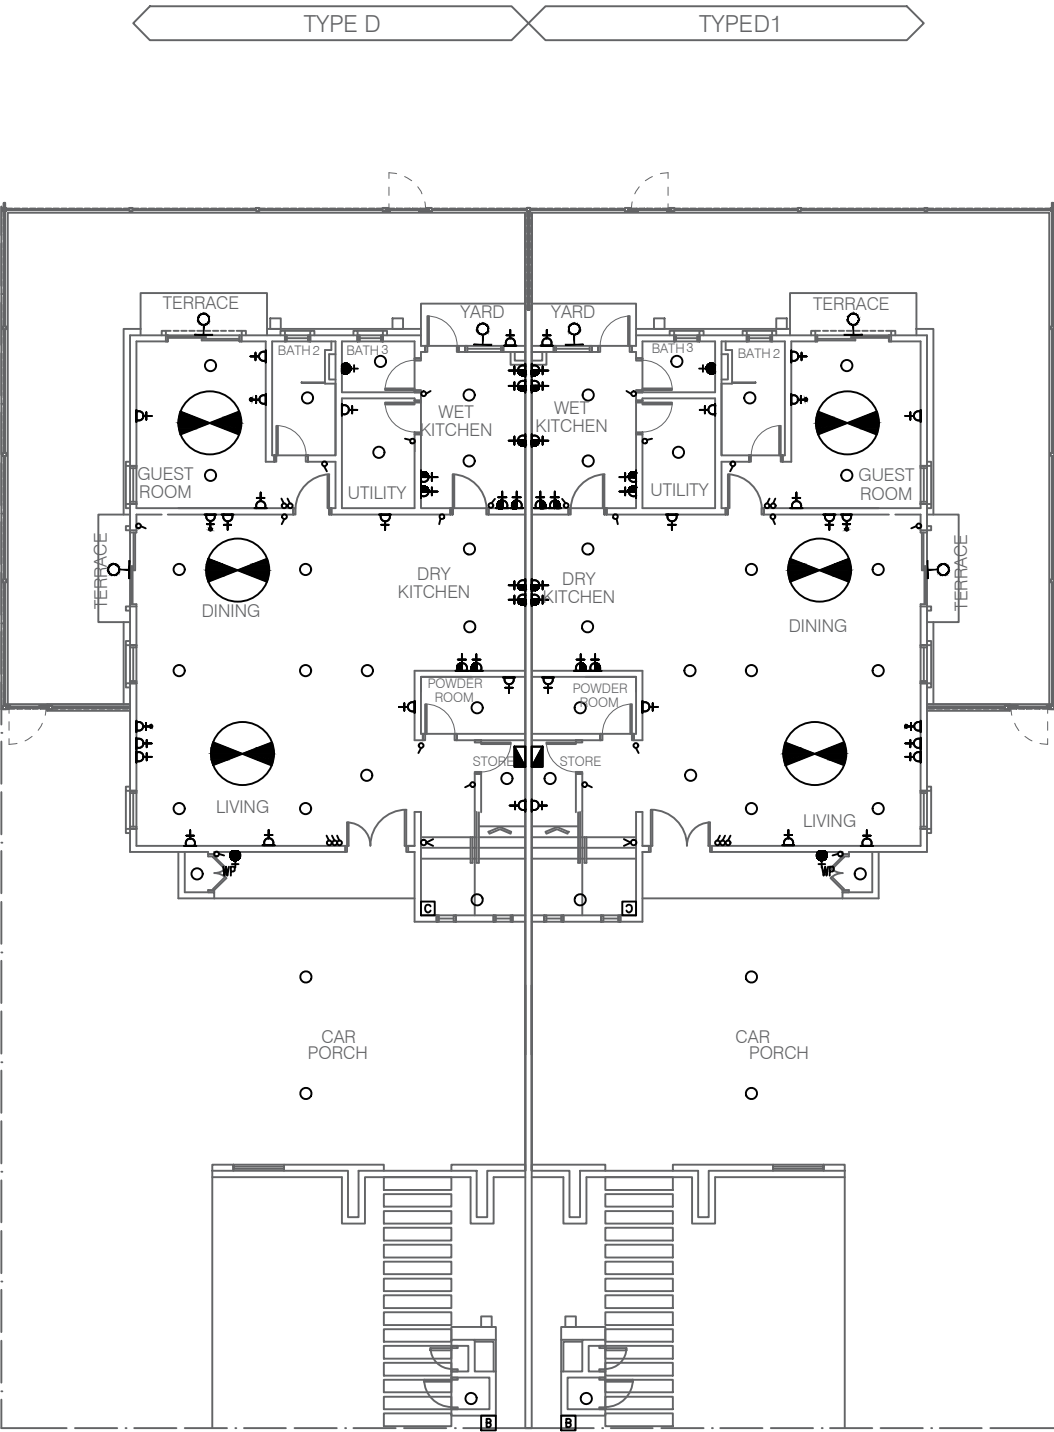 TYPE D
TYPED1
TERRACE
YARD
YARD
TERRACE
BATH 2
BATH 3
BATH 3
BATH 2
WET
KITCHEN
WET
KITCHEN
GUEST
ROOM
UTILITY
UTILITY
GUEST
ROOM
TERRACE
DRY
KITCHEN
DRY
KITCHEN
TERRACE
DINING
DINING
POWDER
ROOM
POWDER
ROOM
STORE
STORE
LIVING
LIVING
WP
WP
C
C
CAR
PORCH
CAR
PORCH
B
B